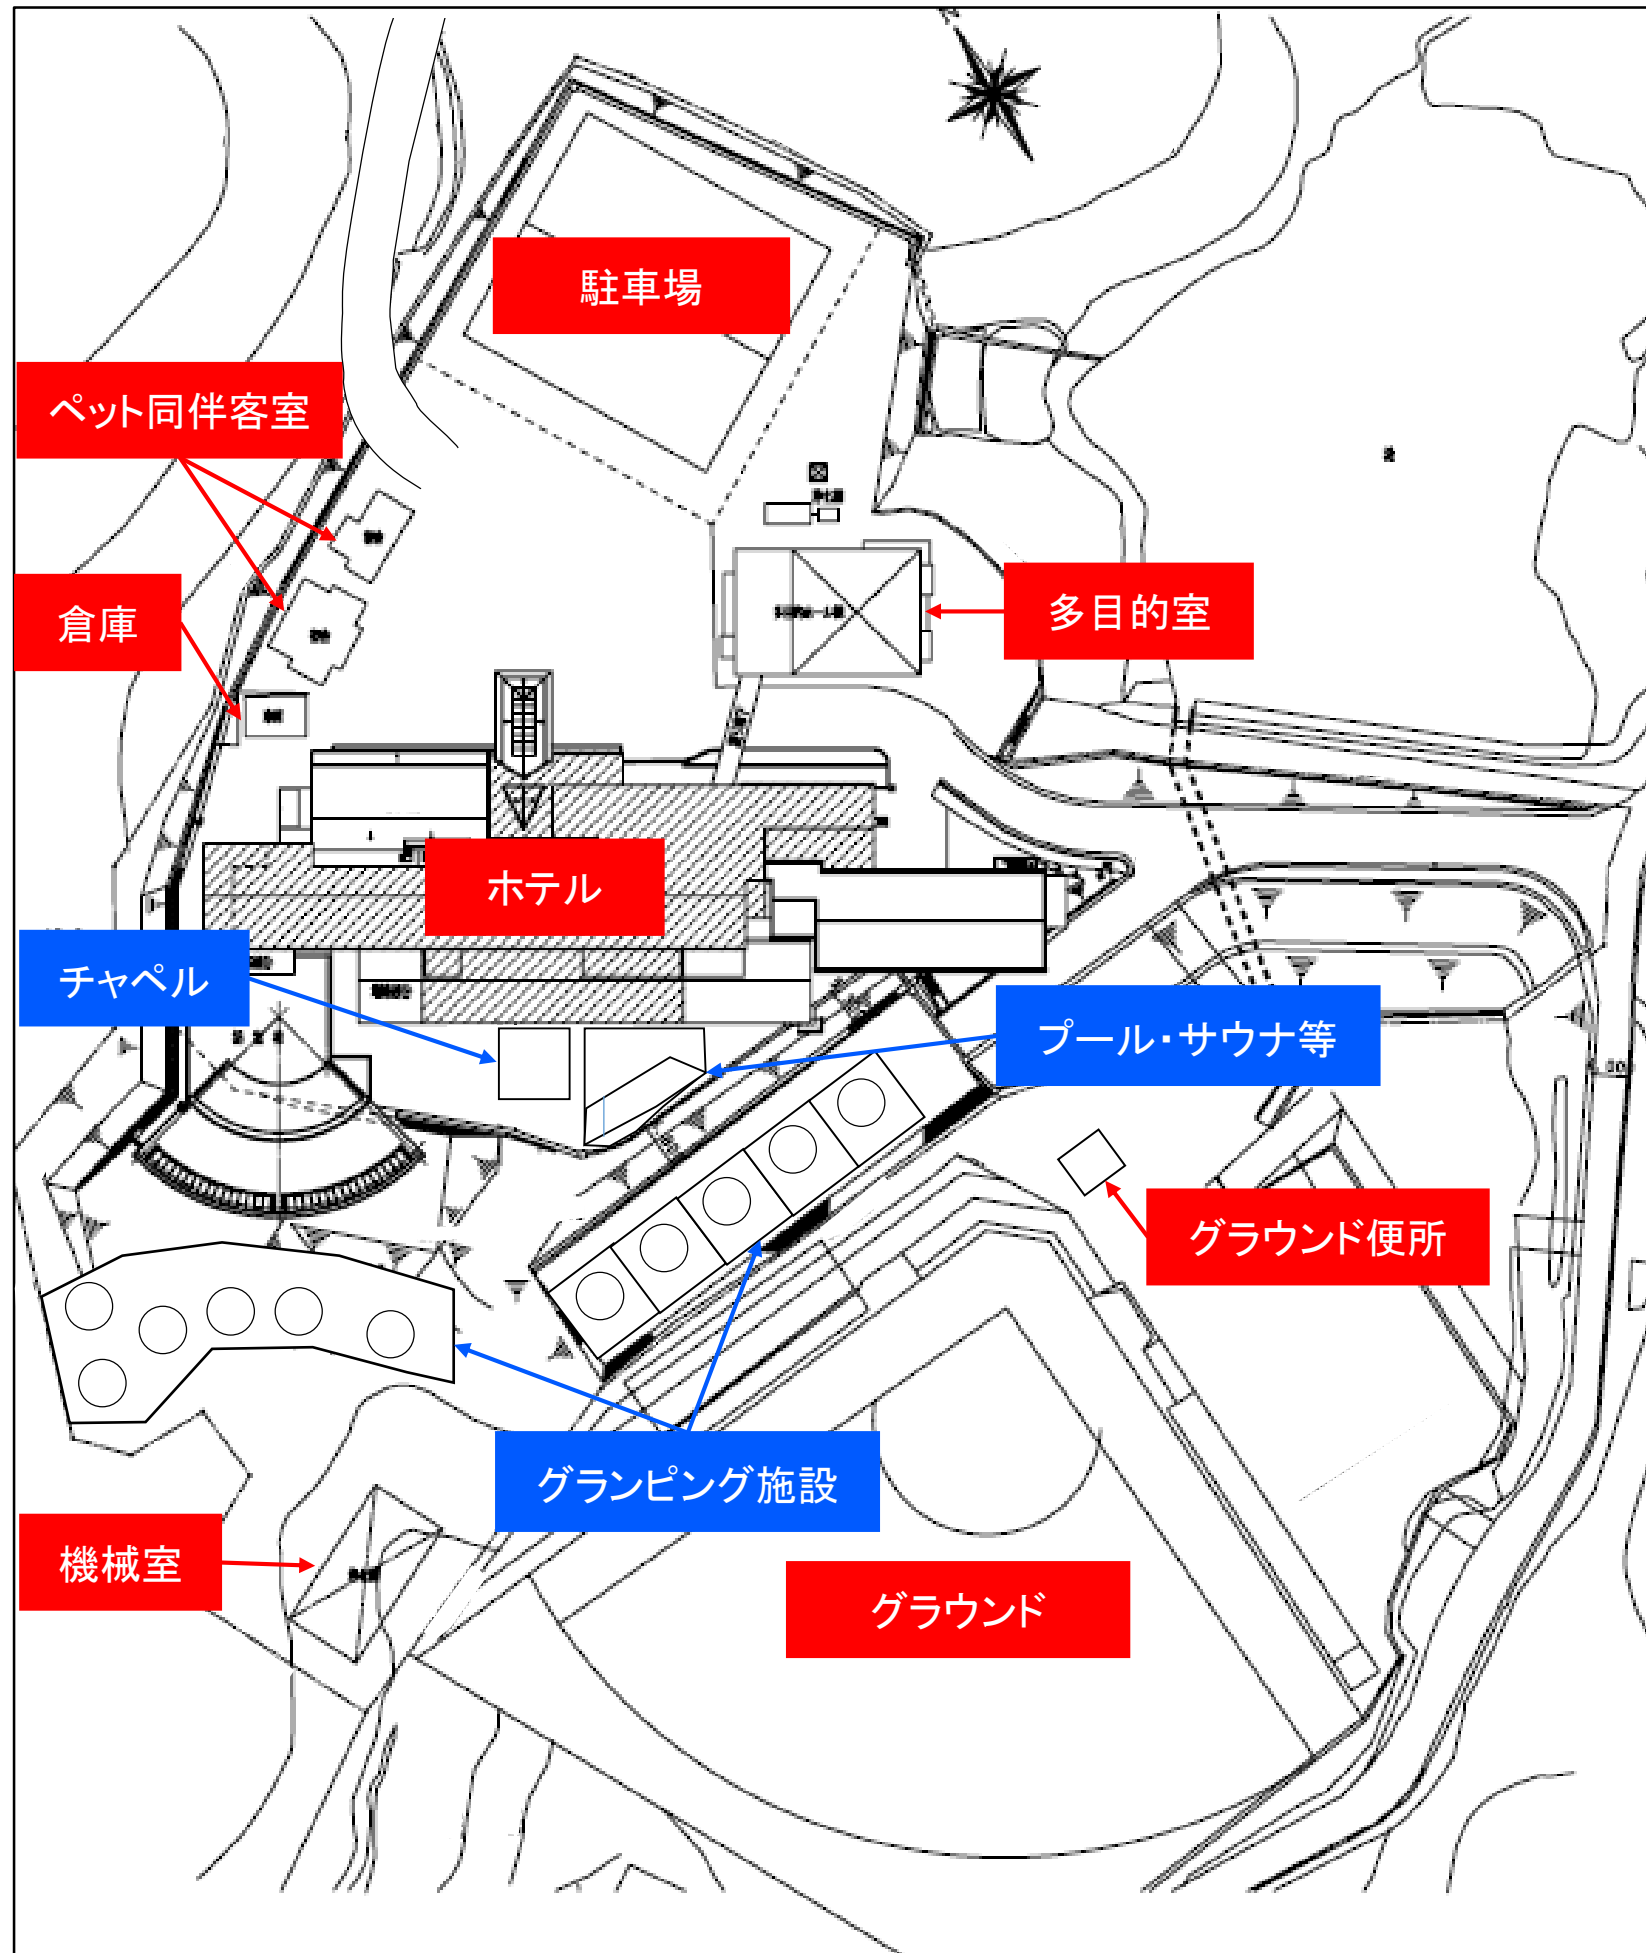 駐車場
ペット同伴客室
倉庫
多目的室
ホテル
チャペル
プール・サウナ等
グラウンド便所
グランピング施設
機械室
グラウンド